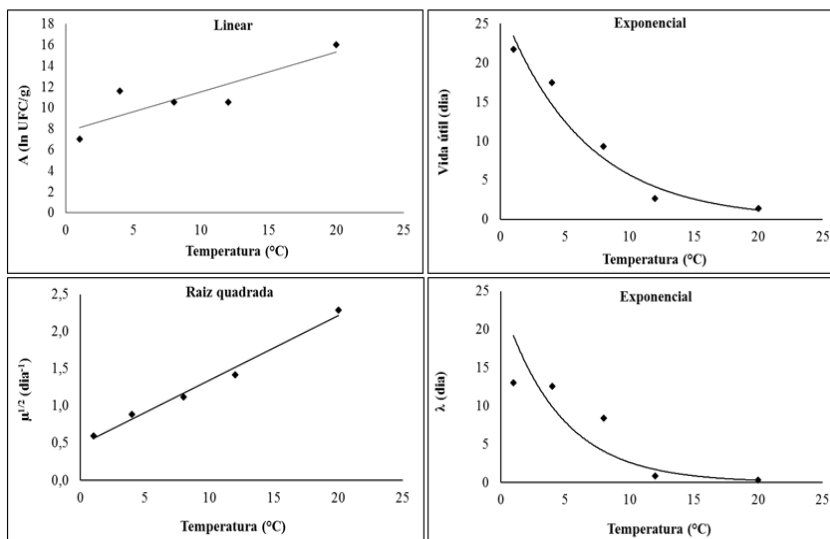 Linear
A (ln UFC/g)
18
16
14
12
10
8
6
4
2
0
0 5 10 15 20 25
Temperatura (°C)
Exponencial
Vida útil (dia)
25
20
15
10
5
0
0 5 10 15 20 25
Temperatura (°C)
Raiz quadrada
µ^1/2 (dia^-1)
2,5
2,0
1,5
1,0
0,5
0,0
0 5 10 15 20 25
Temperatura (°C)
Exponencial
λ (dia)
25
20
15
10
5
0
0 5 10 15 20 25
Temperatura (°C)